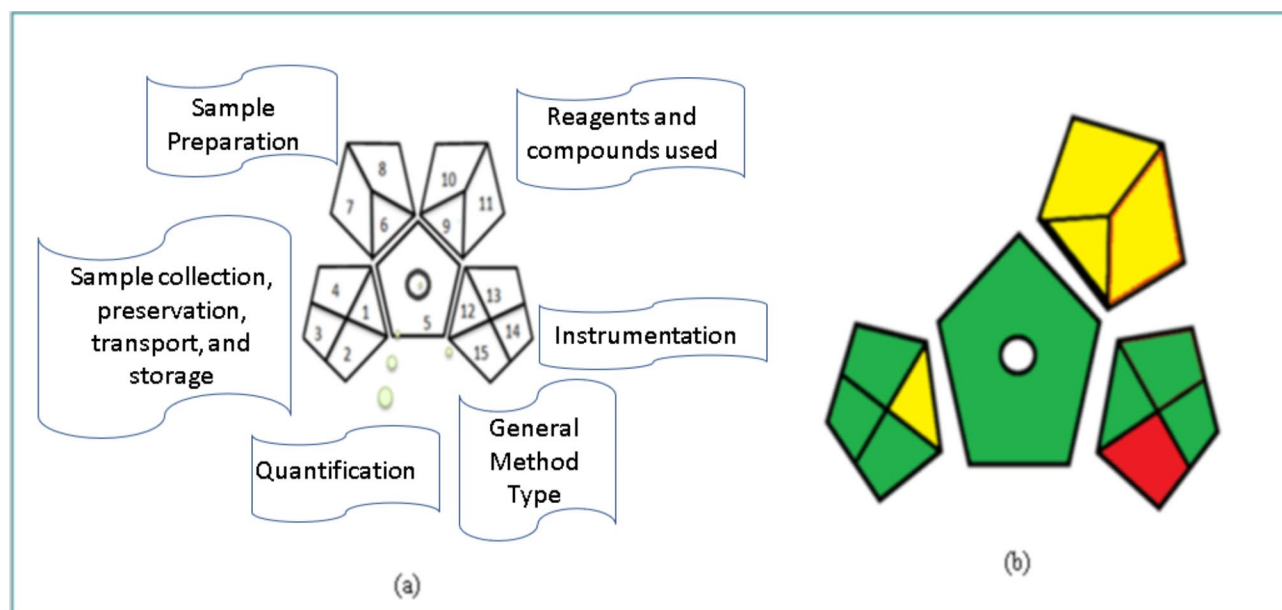 Sample
Preparation
Reagents and
compounds used
8
10
7
11
6
9
Sample collection,
preservation,
transport, and
storage
4
1
3
2
5
12
13
14
15
Instrumentation
General
Method
Type
Quantification
(a)
(b)